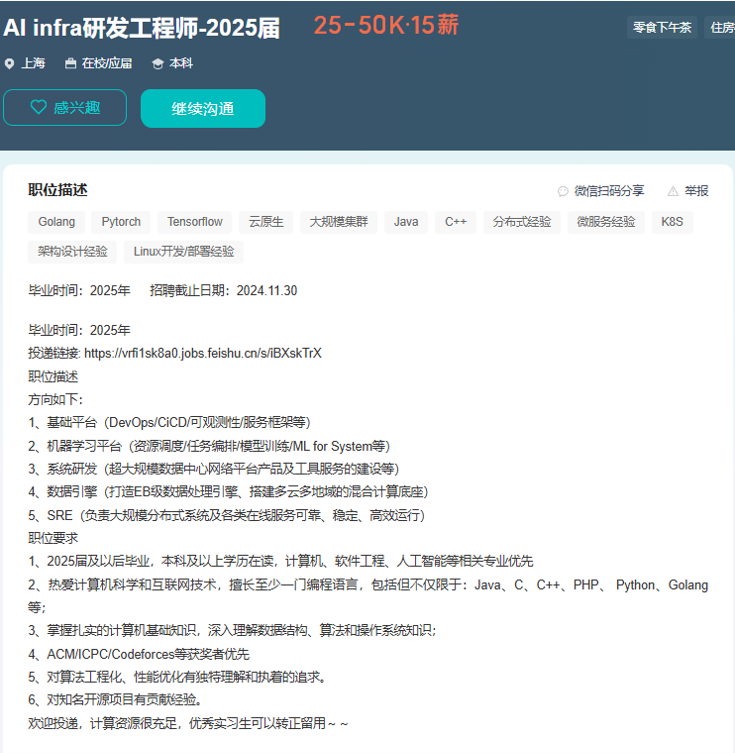 AI infra研发工程师-2025届 25-50K·15薪 零食下午茶 住房
上海 在校/应届 本科
感兴趣 继续沟通
职位描述 微信扫码分享 举报
Golang Pytorch Tensorflow 云原生 大规模集群 Java C++ 分布式经验 微服务经验 K8S
架构设计经验 Linux开发/部署经验
毕业时间：2025年 招聘截止日期：2024.11.30
毕业时间：2025年
投递链接: https://vrfi1sk8a0.jobs.feishu.cn/s/iBXskTrX
职位描述
方向如下：
1、基础平台（DevOps/CiCD/可观测性/服务框架等）
2、机器学习平台（资源调度/任务编排/模型训练/ML for System等）
3、系统研发（超大规模数据中心网络平台产品及工具服务的建设等）
4、数据引擎（打造EB级数据处理引擎、搭建多云多地域的混合计算底座）
5、SRE（负责大规模分布式系统及各类在线服务可靠、稳定、高效运行）
职位要求
1、2025届及以后毕业，本科及以上学历在读，计算机、软件工程、人工智能等相关专业优先
2、热爱计算机科学和互联网技术，擅长至少一门编程语言，包括但不仅限于：Java、C、C++、PHP、 Python、Golang
等；
3、掌握扎实的计算机基础知识，深入理解数据结构、算法和操作系统知识；
4、ACM/ICPC/Codeforces等获奖者优先
5、对算法工程化、性能优化有独特理解和执着的追求。
6、对知名开源项目有贡献经验。
欢迎投递，计算资源很充足，优秀实习生可以转正留用～～